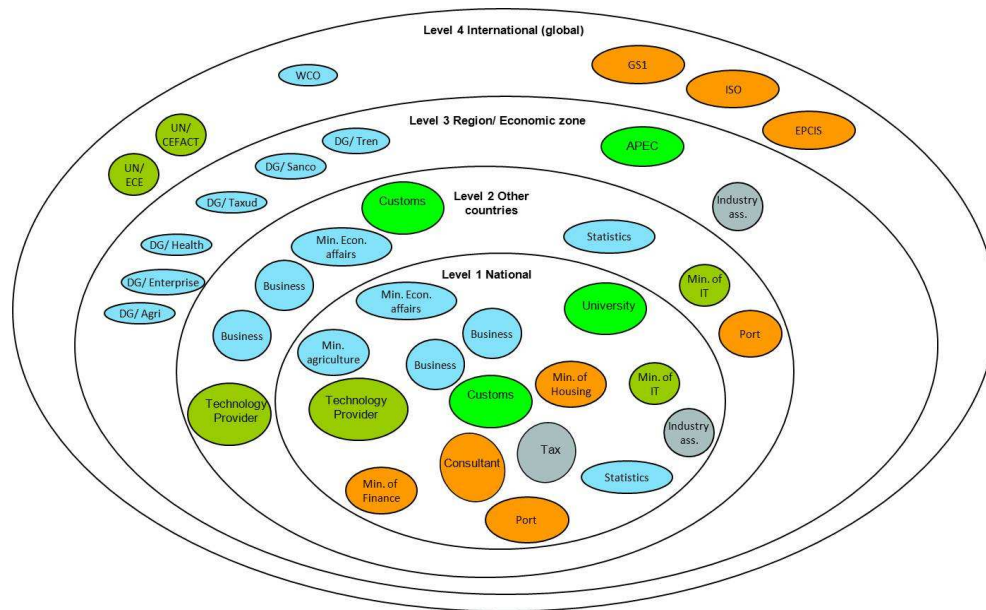 Level 4 International (global)
GS1
WCO
ISO
EPCIS
UN/
CEFACT
Level 3 Region/ Economic zone
DG/ Tren
APEC
DG/ Sanco
UN/
ECE
DG/ Taxud
Level 2 Other
countries
Customs
Industry
ass.
DG/ Health
Min. Econ.
affairs
Statistics
DG/ Enterprise
Business
Level 1 National
Min. of
IT
DG/ Agri
Min. Econ.
affairs
University
Business
Business
Port
Min.
agriculture
Business
Min. of
Housing
Min. of
IT
Technology
Provider
Technology
Provider
Customs
Industry
ass.
Consultant
Tax
Statistics
Min. of
Finance
Port